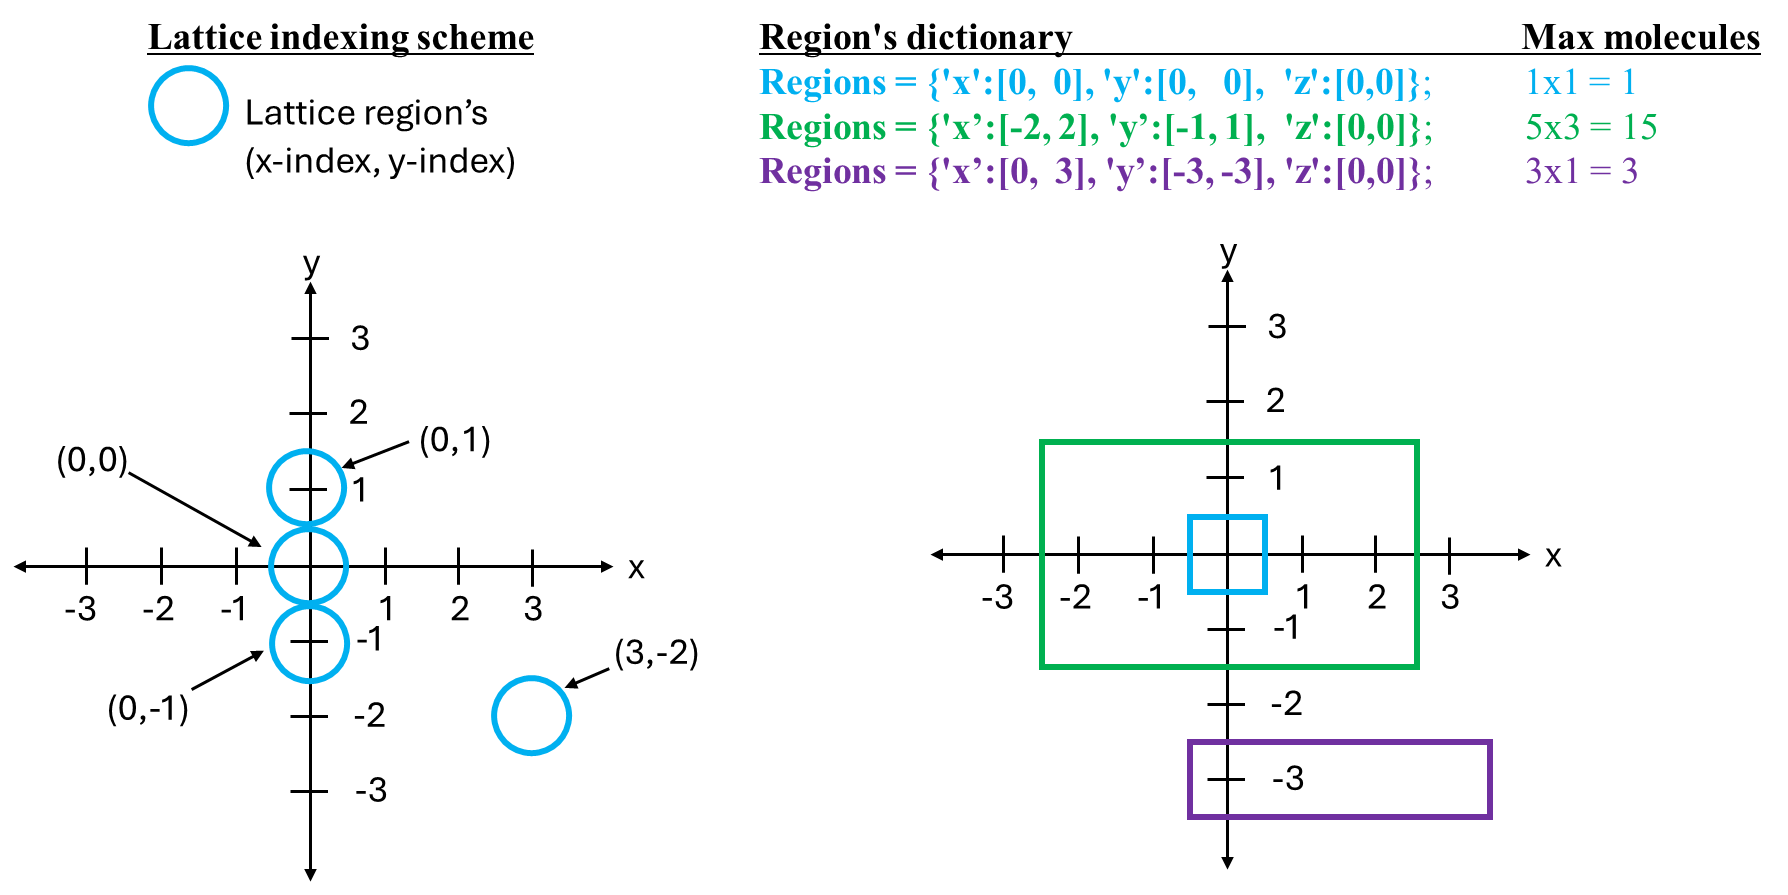 Lattice indexing scheme
Lattice region’s
(x-index, y-index)
Region's dictionary Max molecules
Regions = {'x':[0, 0], 'y':[0, 0], 'z':[0,0]}; 1x1 = 1
Regions = {'x’:[-2, 2], 'y’:[-1, 1], 'z':[0,0]}; 5x3 = 15
Regions = {'x’:[0, 3], 'y’:[-3, -3], 'z':[0,0]}; 3x1 = 3
y
3
2
(0,1)
(0,0)
1
x
-3 -2 -1 1 2 3
-1
(3,-2)
(0,-1)
-2
-3
y
3
2
1
x
-3 -2 -1 1 2 3
-1
-2
-3